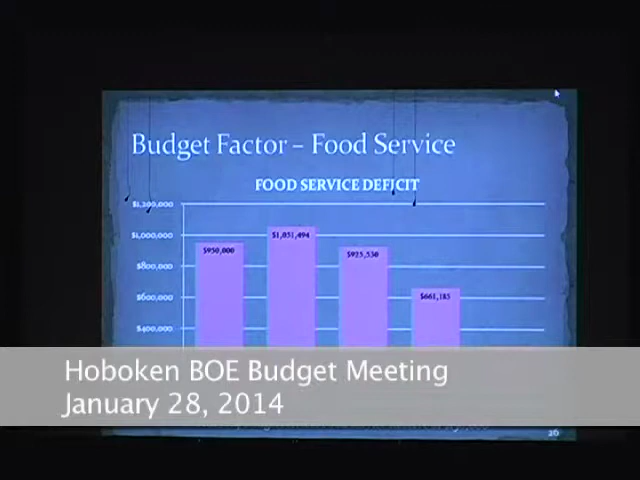 Budget Factor – Food Service
FOOD SERVICE DEFICIT
$1,200,000
$1,000,000
$800,000
$600,000
$400,000
$950,000
$1,051,494
$925,530
$661,185
Hoboken BOE Budget Meeting
January 28, 2014
26